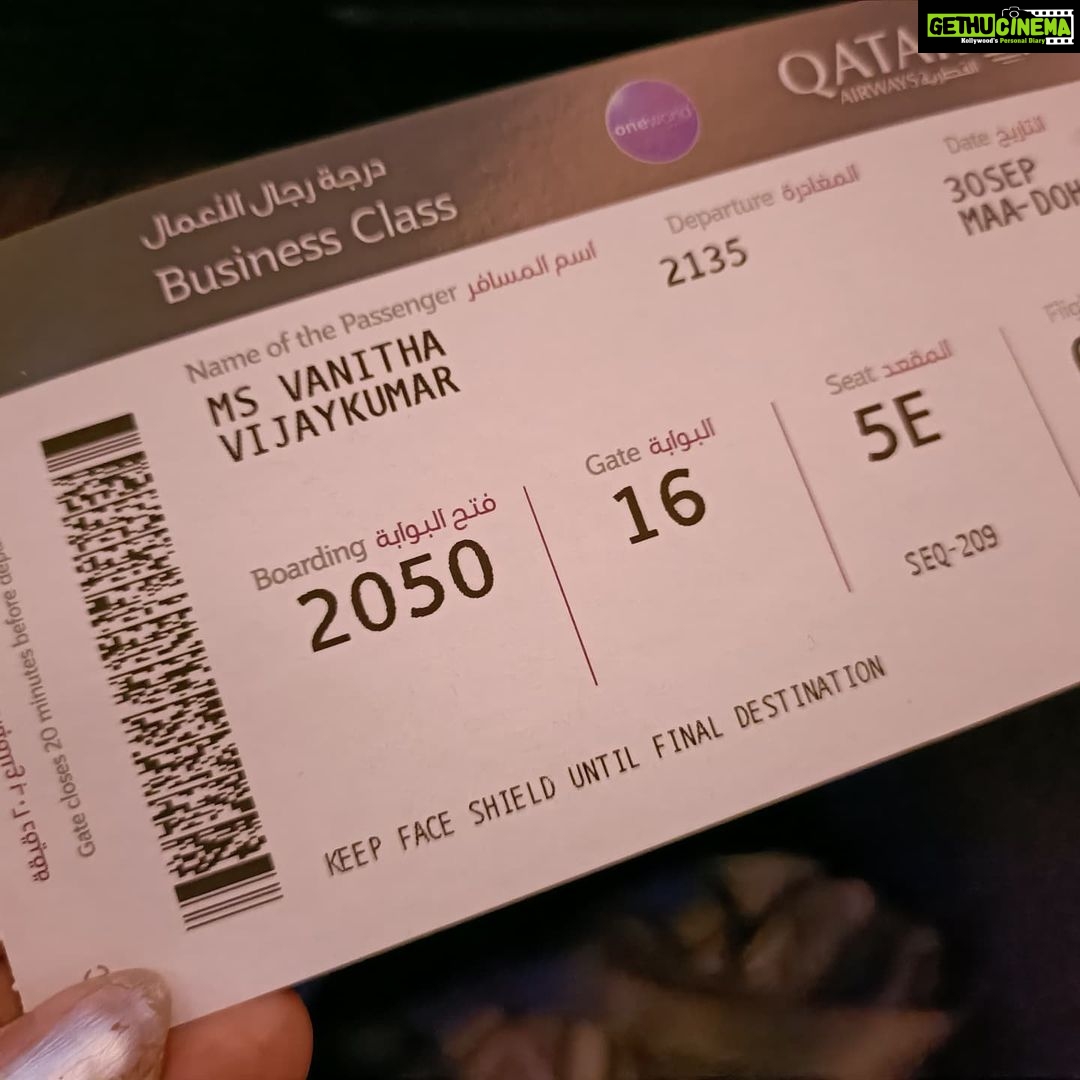 GETHUCINEMA
Kollywood's Personal Diary
QATAR
AIRWAYS القطرية
oneworld
درجة رجال الأعمال
Business Class
Name of the Passenger اسم المسافر
MS VANITHA
VIJAYKUMAR
Departure المغادرة
2135
Date التاريخ
30SEP
MAA-DOH
Boarding فتح البوابة
2050
Gate البوابة
16
Seat المقعد
5E
SEQ-209
KEEP FACE SHIELD UNTIL FINAL DESTINATION
Gate closes 20 minutes before